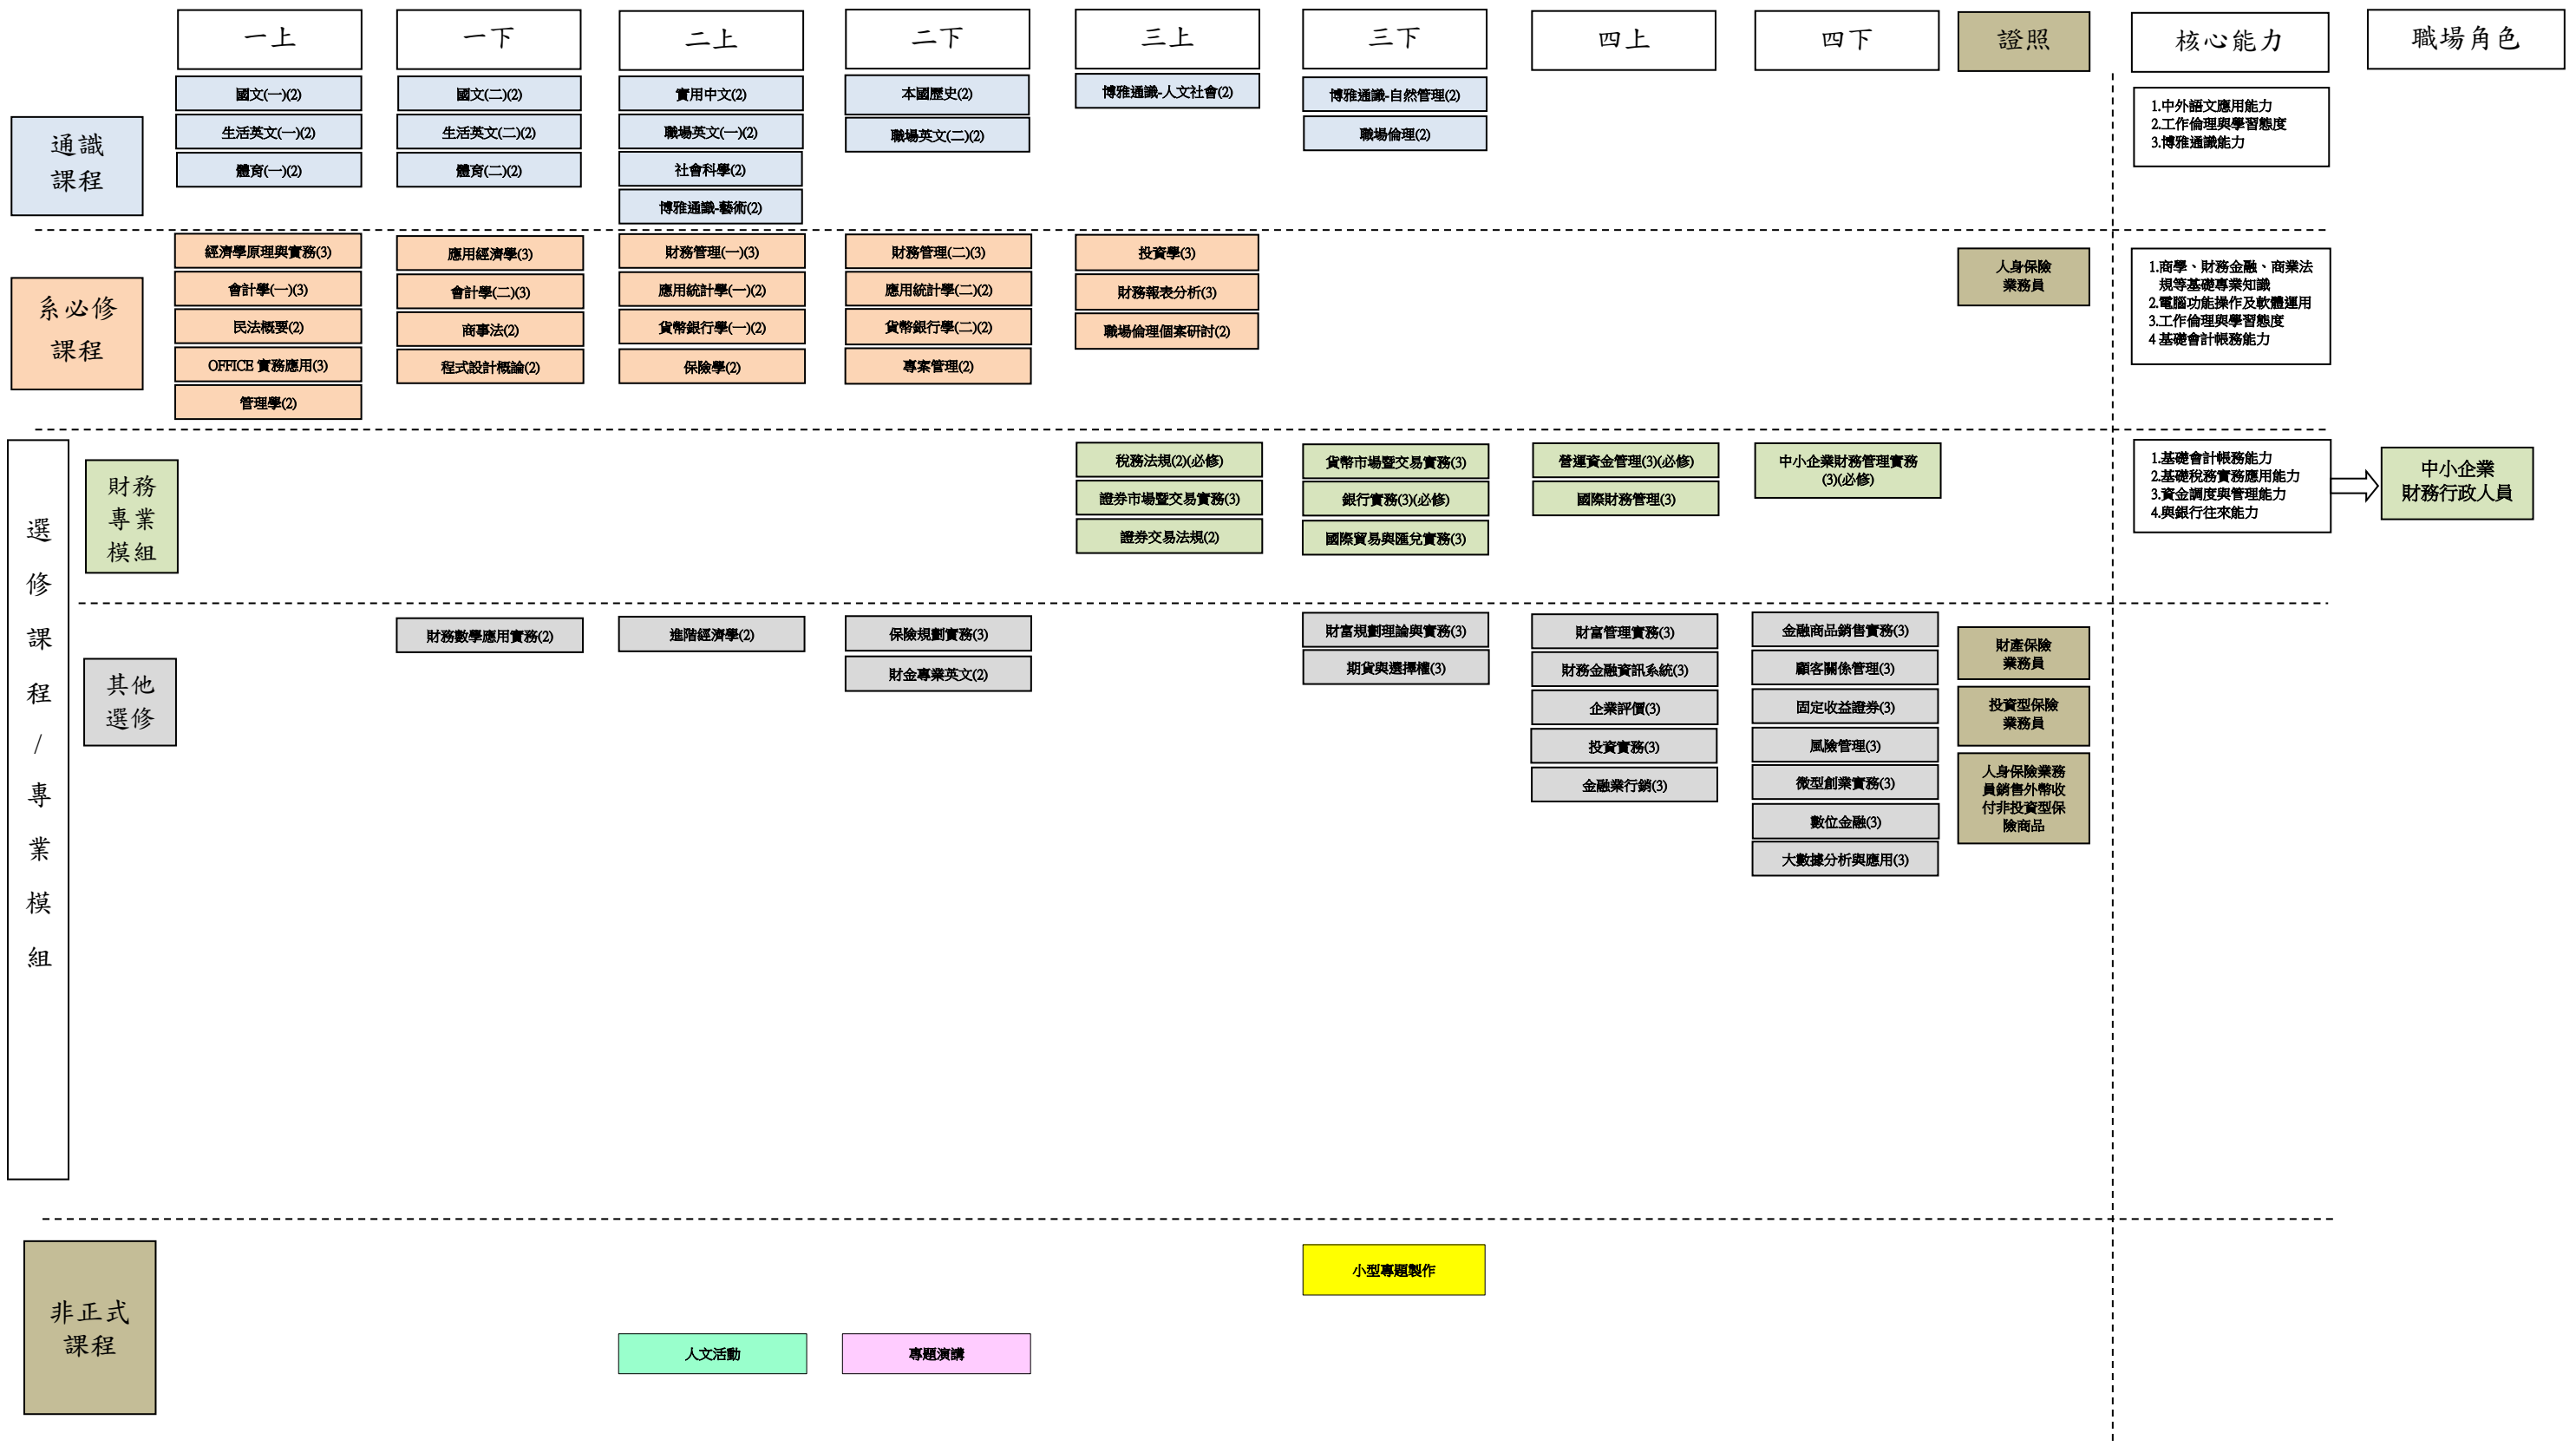 一上
一下
二上
二下
三上
三下
四上
四下
證照
核心能力
職場角色
通識
課程
國文(一)(2)
生活英文(一)(2)
體育(一)(2)
國文(二)(2)
生活英文(二)(2)
體育(二)(2)
實用中文(2)
職場英文(一)(2)
社會科學(2)
博雅通識-藝術(2)
本國歷史(2)
職場英文(二)(2)
博雅通識-人文社會(2)
博雅通識-自然管理(2)
職場倫理(2)
1.中外語文應用能力
2.工作倫理與學習態度
3.博雅通識能力
系必修
課程
經濟學原理與實務(3)
會計學(一)(3)
民法概要(2)
OFFICE 實務應用(3)
管理學(2)
應用經濟學(3)
會計學(二)(3)
商事法(2)
程式設計概論(2)
財務管理(一)(3)
應用統計學(一)(2)
貨幣銀行學(一)(2)
保險學(2)
財務管理(二)(3)
應用統計學(二)(2)
貨幣銀行學(二)(2)
專案管理(2)
投資學(3)
財務報表分析(3)
職場倫理個案研討(2)
人身保險
業務員
1.商學、財務金融、商業法
規等基礎專業知識
2.電腦功能操作及軟體運用
3.工作倫理與學習態度
4 基礎會計帳務能力
選
修
課
程
/
專
業
模
組
財務
專業
模組
稅務法規(2)(必修)
證券市場暨交易實務(3)
證券交易法規(2)
貨幣市場暨交易實務(3)
銀行實務(3)(必修)
國際貿易與匯兌實務(3)
營運資金管理(3)(必修)
國際財務管理(3)
中小企業財務管理實務
(3)(必修)
1.基礎會計帳務能力
2.基礎稅務實務應用能力
3.資金調度與管理能力
4.與銀行往來能力
中小企業
財務行政人員
其他
選修
財務數學應用實務(2)
進階經濟學(2)
保險規劃實務(3)
財金專業英文(2)
財富規劃理論與實務(3)
期貨與選擇權(3)
財富管理實務(3)
財務金融資訊系統(3)
企業評價(3)
投資實務(3)
金融業行銷(3)
金融商品銷售實務(3)
顧客關係管理(3)
固定收益證券(3)
風險管理(3)
微型創業實務(3)
數位金融(3)
大數據分析與應用(3)
財產保險
業務員
投資型保險
業務員
人身保險業務
員銷售外幣收
付非投資型保
險商品
非正式
課程
小型專題製作
人文活動
專題演講